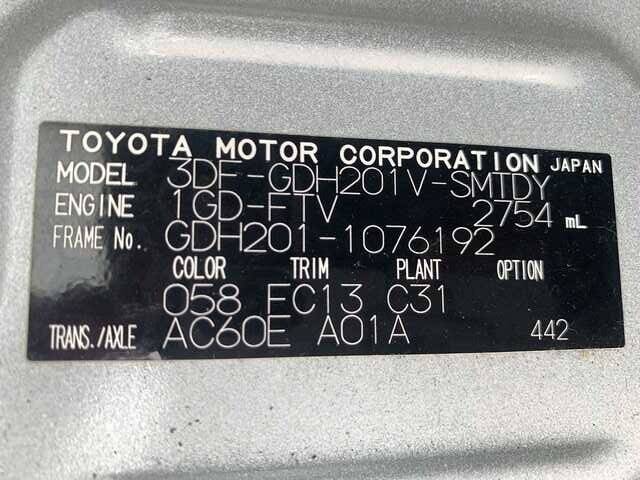 TOYOTA MOTOR CORPORATION JAPAN
MODEL 3DF-GDH201V-SMTDY
ENGINE 1GD-FTV 2754 mL
FRAME No. GDH201-1076192
COLOR TRIM PLANT OPTION
058 FC13 C31
TRANS./AXLE AC60E A01A 442